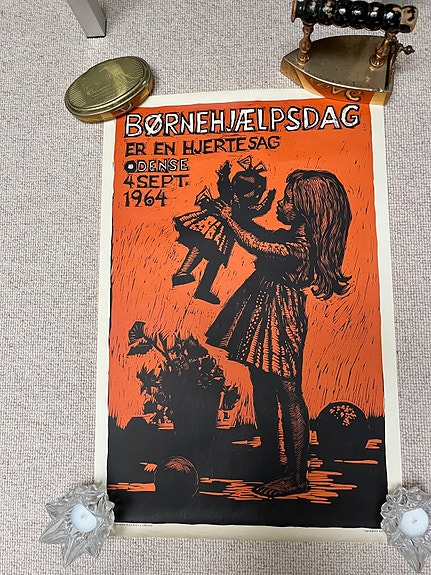 BØRNEHJÆLPSDAG
ER EN HJERTESAG
ODENSE
4 SEPT.
1964